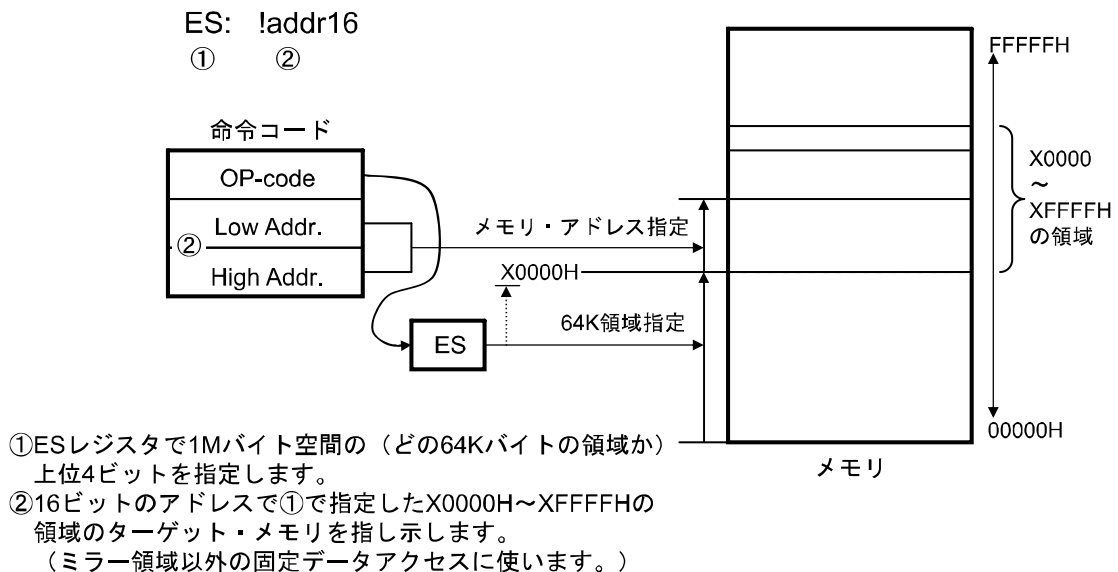 ES: !addr16
① ②
命令コード
OP-code
Low Addr.
②
High Addr.
メモリ・アドレス指定
X0000H
64K領域指定
ES
FFFFFH
X0000
～
XFFFFH
の領域
00000H
メモリ
①ESレジスタで1Mバイト空間の（どの64Kバイトの領域か）
上位4ビットを指定します。
②16ビットのアドレスで①で指定したX0000H～XFFFFHの
領域のターゲット・メモリを指し示します。
（ミラー領域以外の固定データアクセスに使います。）